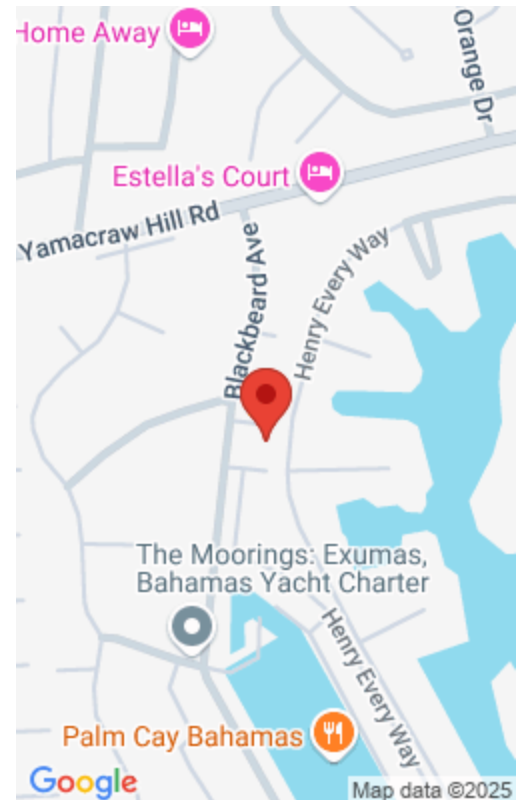 Home Away
Orange Dr
Estella's Court
Yamacraw Hill Rd
Blackbeard Ave
Henry Every Way
The Moorings: Exumas,
Bahamas Yacht Charter
Henry Every Way
Palm Cay Bahamas
Google
Map data ©2025